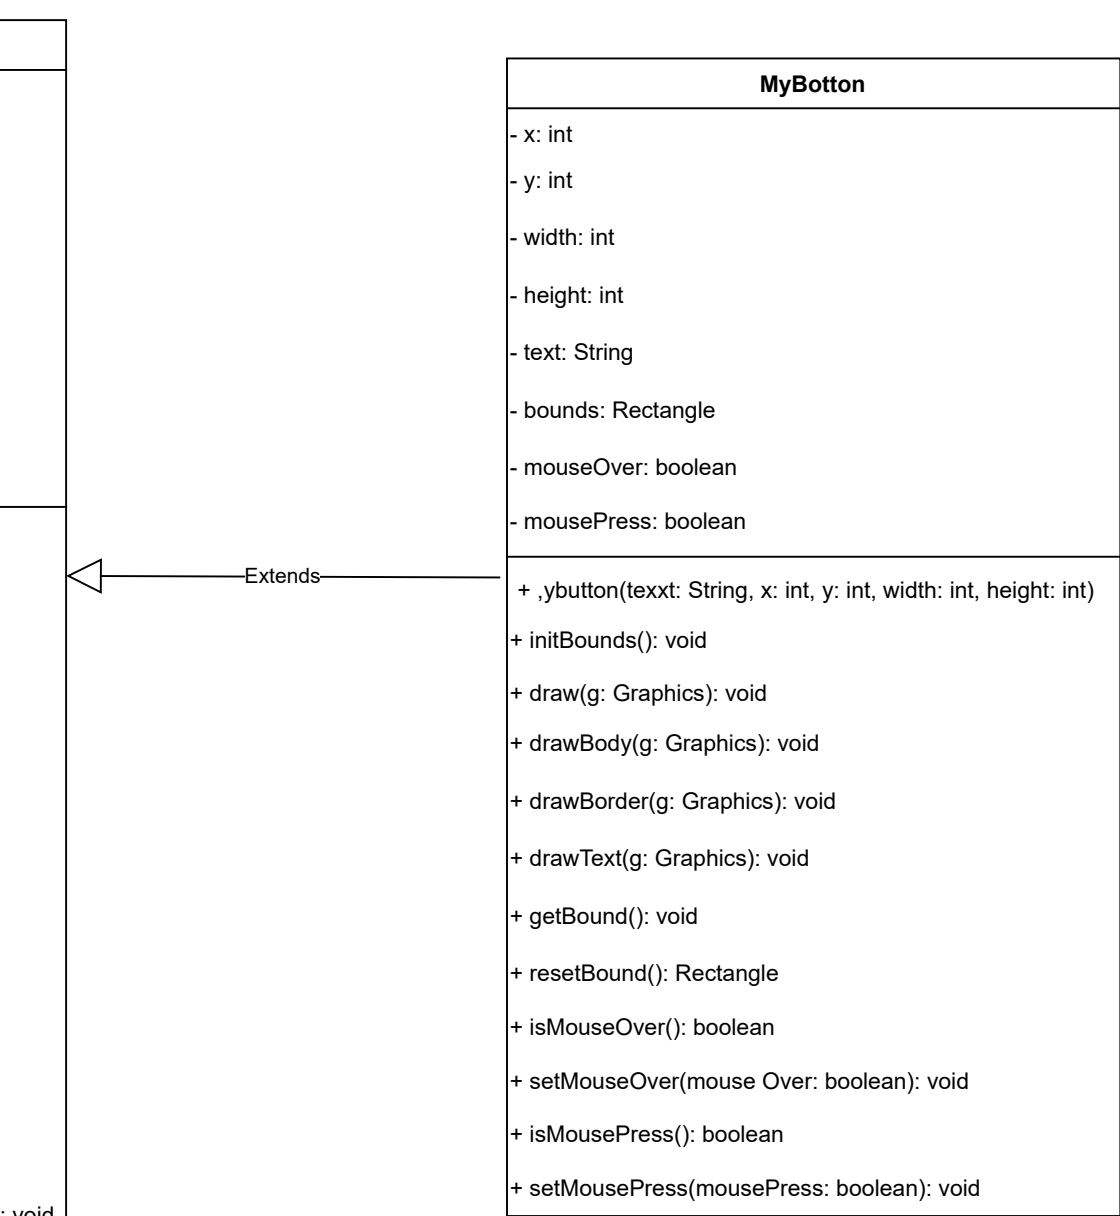 MyBotton
- x: int
- y: int
- width: int
- height: int
- text: String
- bounds: Rectangle
- mouseOver: boolean
- mousePress: boolean
Extends
+ ,ybutton(texxt: String, x: int, y: int, width: int, height: int)
+ initBounds(): void
+ draw(g: Graphics): void
+ drawBody(g: Graphics): void
+ drawBorder(g: Graphics): void
+ drawText(g: Graphics): void
+ getBound(): void
+ resetBound(): Rectangle
+ isMouseOver(): boolean
+ setMouseOver(mouse Over: boolean): void
+ isMousePress(): boolean
+ setMousePress(mousePress: boolean): void
: void